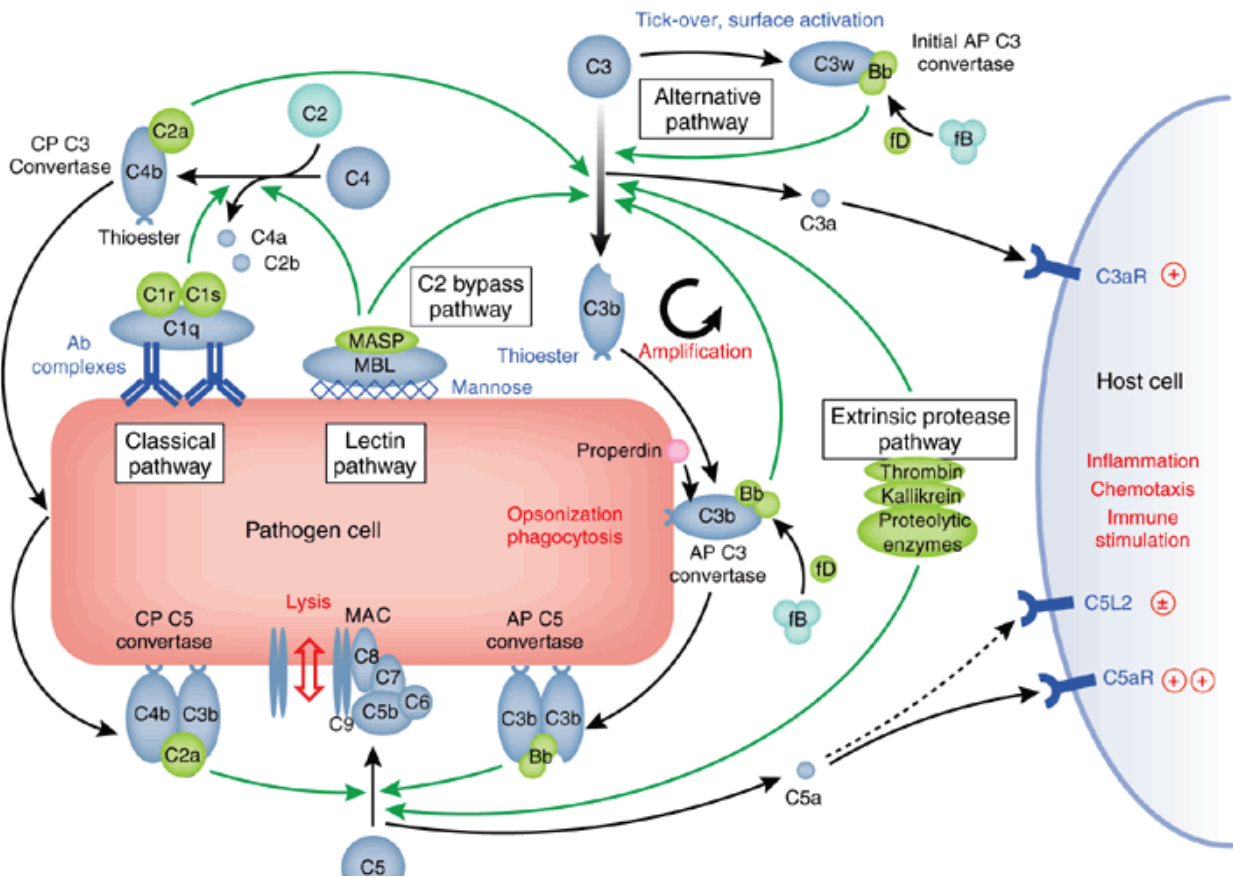 Tick-over, surface activation
C3
C3w
Bb
Initial AP C3
convertase
Alternative
pathway
fD
fB
C2
C2a
CP C3
Convertase
C4b
C4
Thioester
C4a
C2b
C3a
C3aR
+
C1r
C1s
C1q
Ab
complexes
C2 bypass
pathway
MASP
MBL
Mannose
C3b
Thioester
Amplification
Host cell
Classical
pathway
Lectin
pathway
Extrinsic protease
pathway
Thrombin
Kallikrein
Proteolytic
enzymes
Inflammation
Chemotaxis
Immune
stimulation
Properdin
Bb
C3b
Opsonization
phagocytosis
AP C3
convertase
fD
fB
Pathogen cell
CP C5
convertase
Lysis
MAC
AP C5
convertase
C8
C7
C6
C5b
C9
C4b
C3b
C2a
C3b
C3b
Bb
C5L2
±
C5aR
+
+
C5a
C5